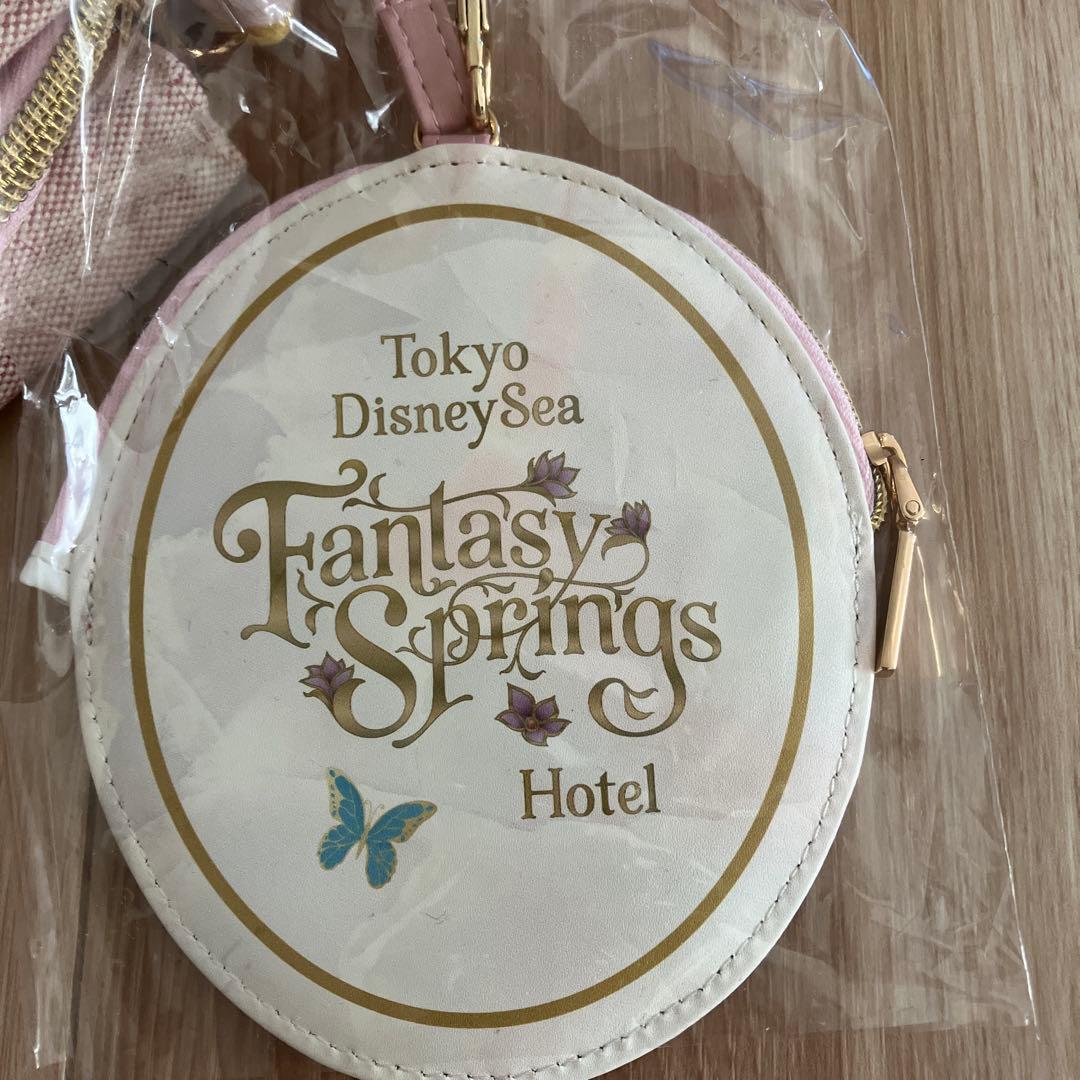 Tokyo
DisneySea
Fantasy
Springs
Hotel